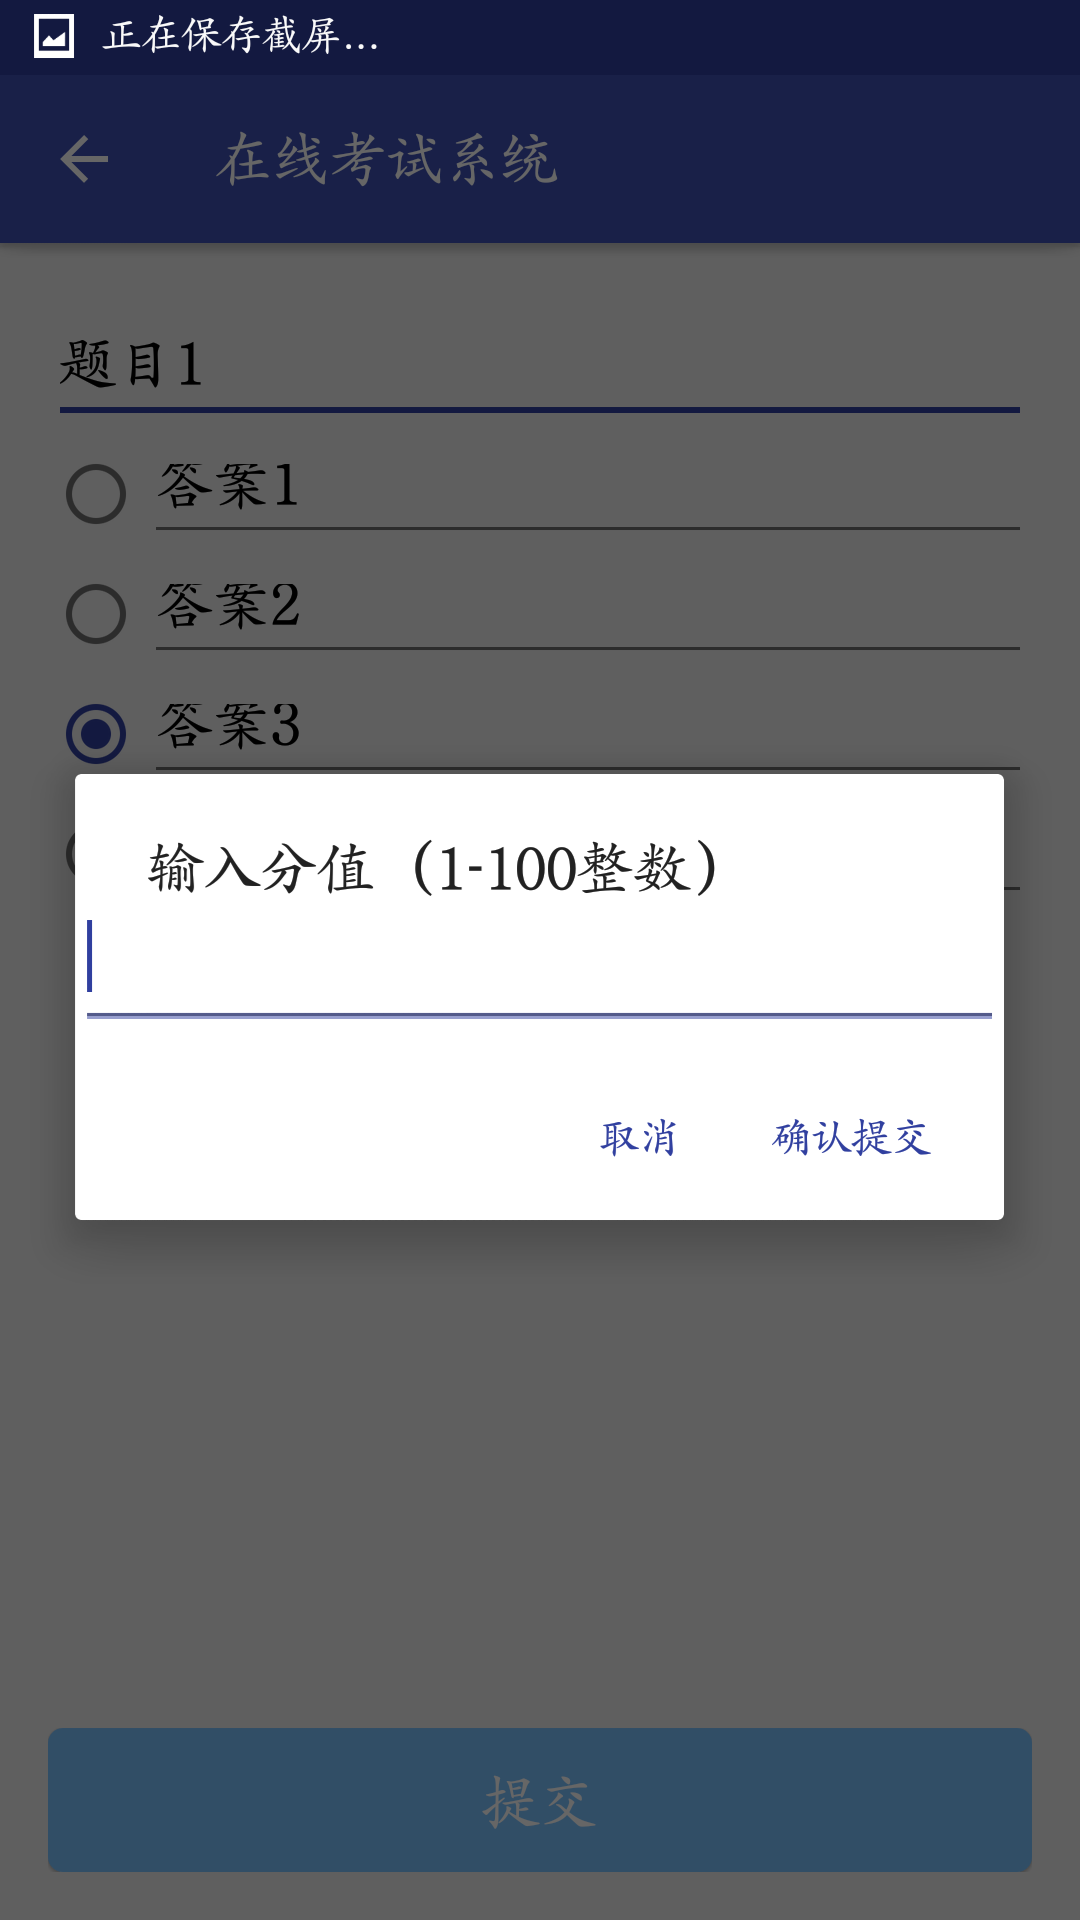 正在保存截屏...
在线考试系统
题目1
答案1
答案2
答案3
输入分值（1-100整数）
取消
确认提交
提交